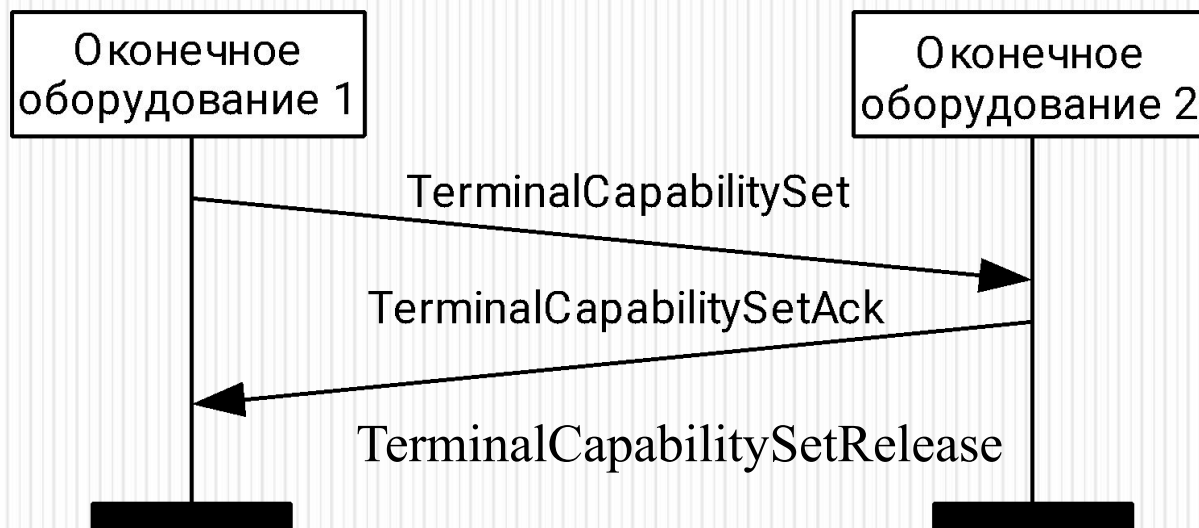 Оконечное
оборудование 1
Оконечное
оборудование 2
TerminalCapabilitySet
TerminalCapabilitySetAck
TerminalCapabilitySetRelease